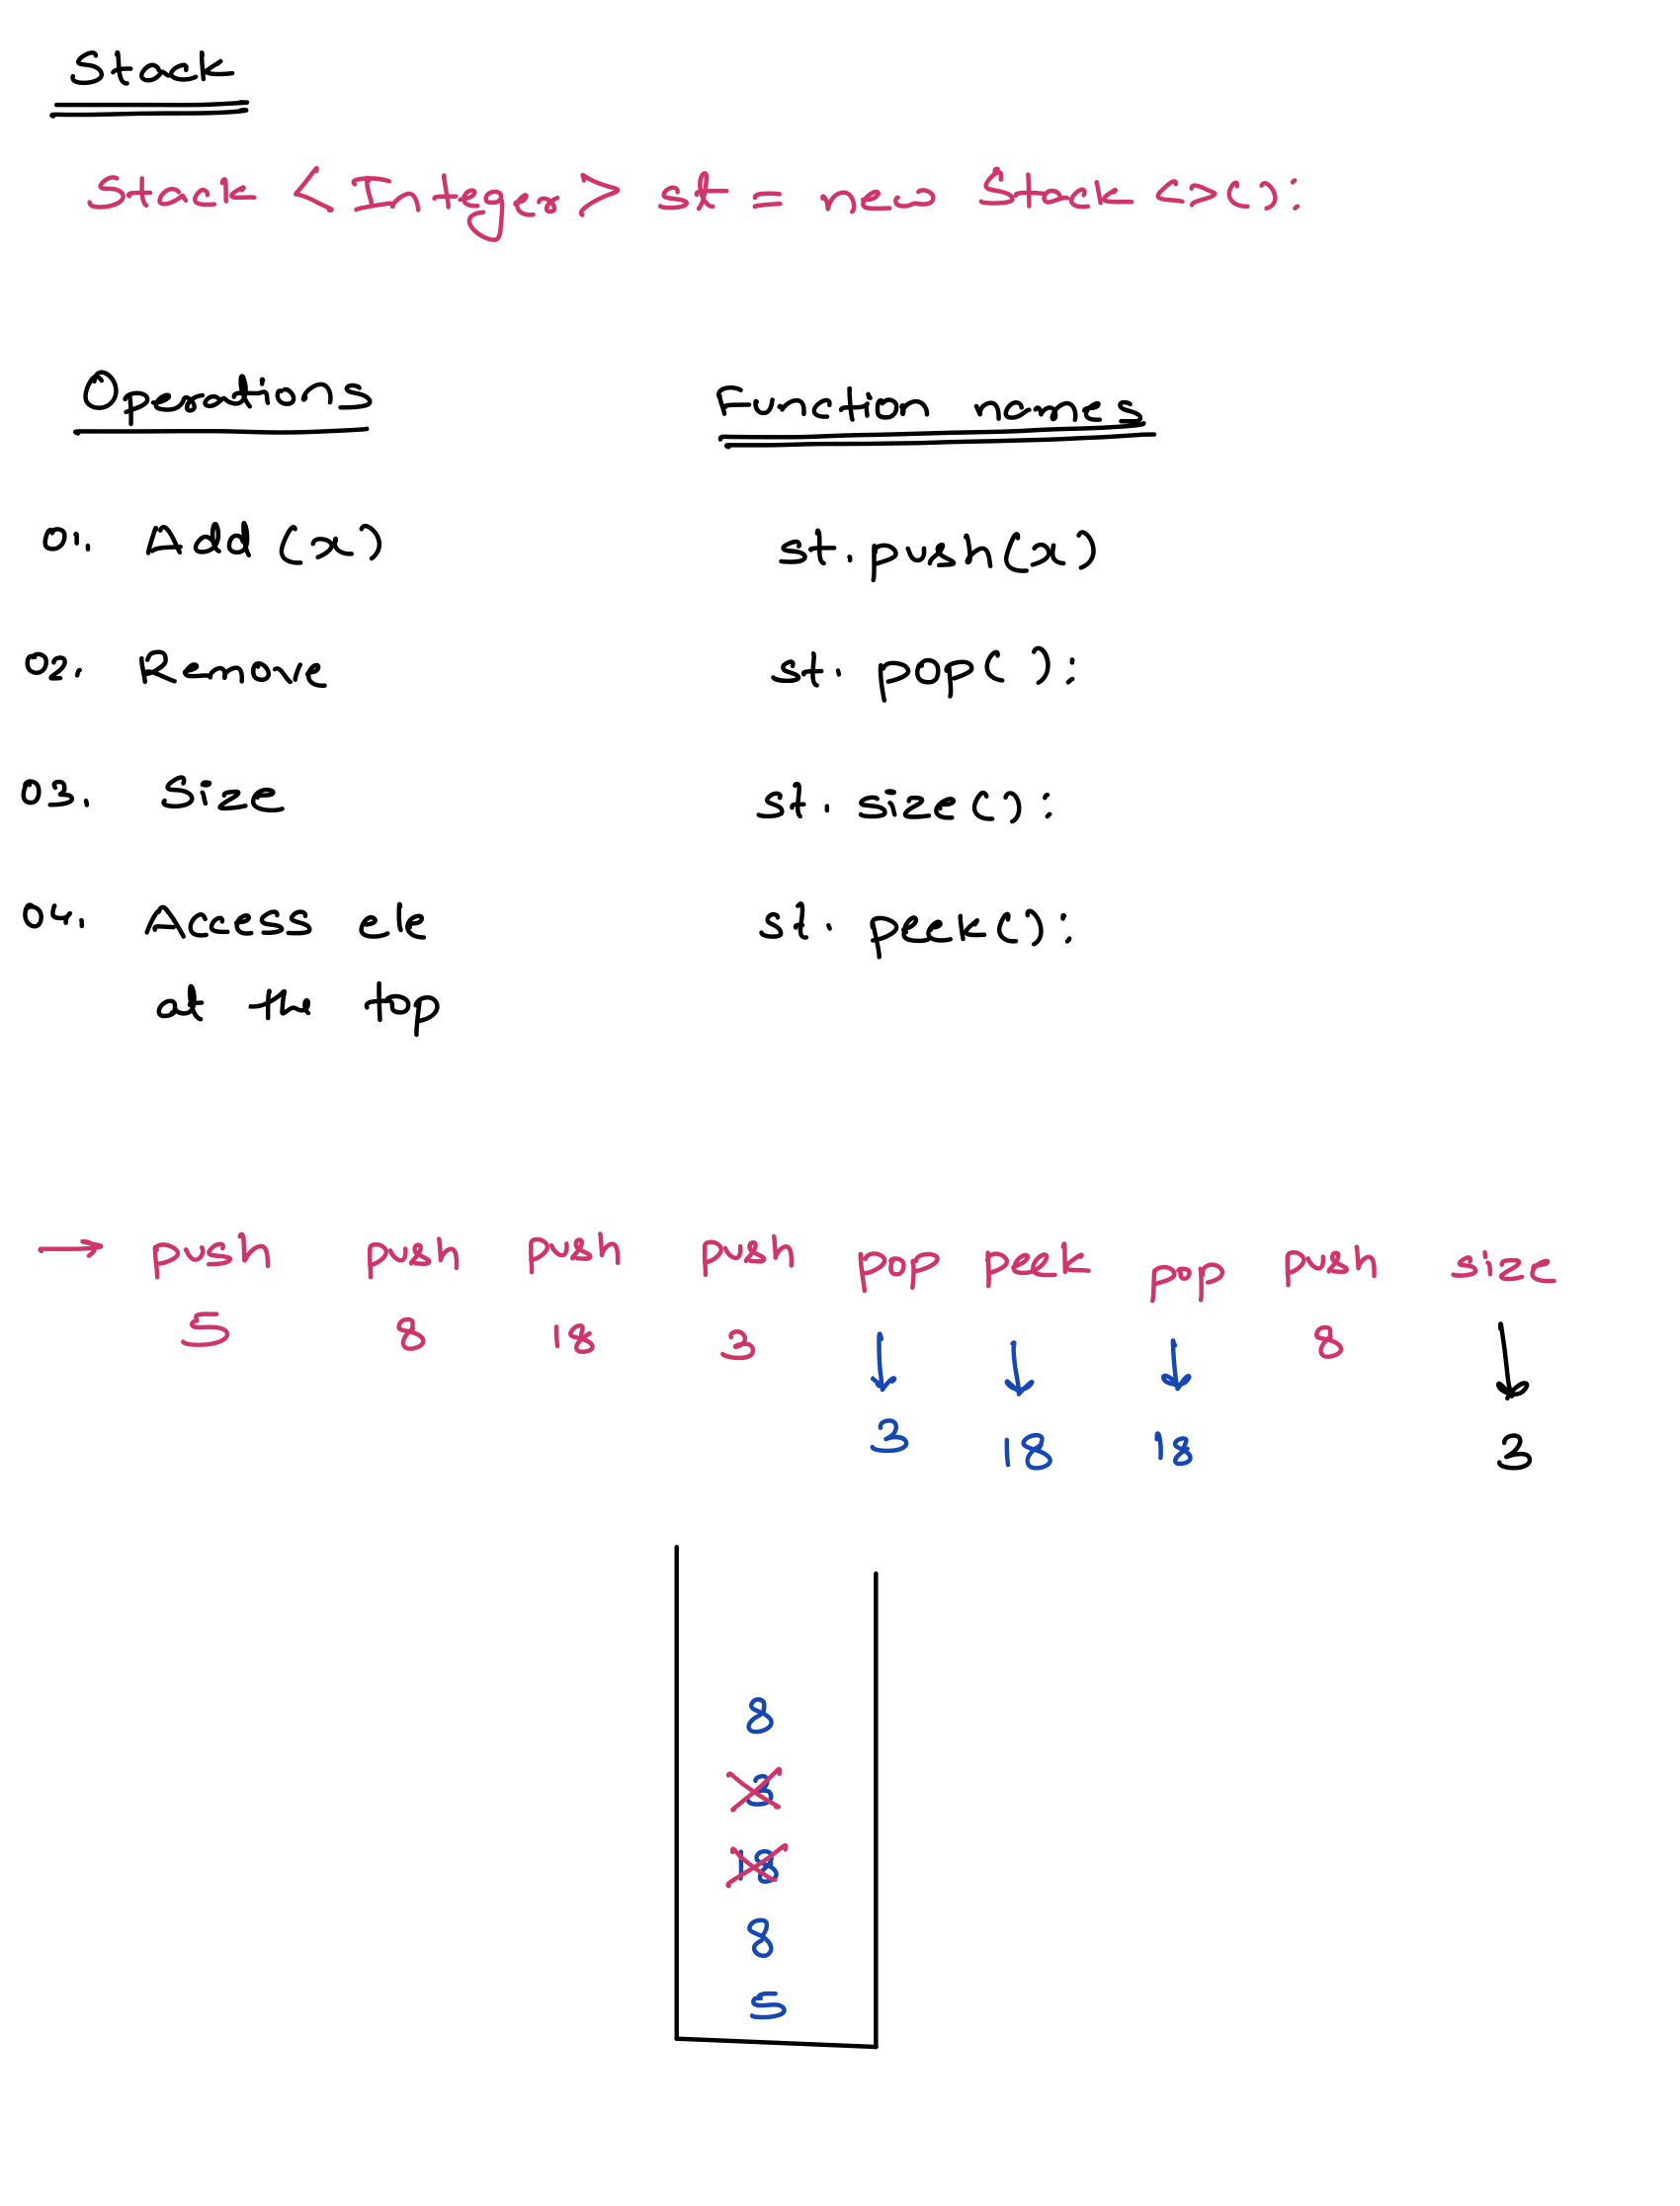 Stack
Stack <Integer> st = new Stack <>();
Operations Function names
01. Add (x) st.push(x)
02. Remove st. pop( );
03. Size st. size();
04. Access ele st. peek();
at the top
→ push push push push pop peek pop push size
5 8 18 3 ↓ ↓ ↓ 8 ↓
3 18 18 3
8
3
18
8
5